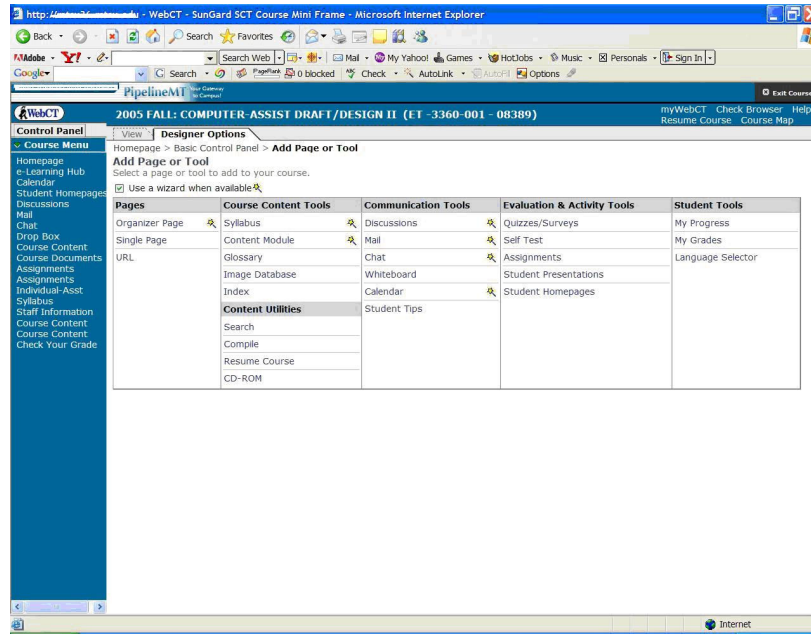 WebCT - SunGard SCT Course Mini Frame - Microsoft Internet Explorer
Back Search Favorites
Adobe Y! Search Web Mail My Yahoo! Games HotJobs Music Personals Sign In
Google Search PageRank 0 blocked Check AutoLink AutoFill Options
PipelineMT Your Gateway to Campus! Exit Course
WebCT 2005 FALL: COMPUTER-ASSIST DRAFT/DESIGN II (ET -3360-001 - 08389) myWebCT Check Browser Help
Resume Course Course Map
Control Panel View Designer Options
Course Menu
Homepage
e-Learning Hub
Calendar
Student Homepages
Discussions
Mail
Chat
Drop Box
Course Content
Course Documents
Assignments
Assignments
Individual-Asst
Syllabus
Staff Information
Course Content
Course Content
Check Your Grade
Homepage > Basic Control Panel > Add Page or Tool
Add Page or Tool
Select a page or tool to add to your course.
Use a wizard when available
Pages Course Content Tools Communication Tools Evaluation & Activity Tools Student Tools
Organizer Page Syllabus Discussions Quizzes/Surveys My Progress
Single Page Content Module Mail Self Test My Grades
URL Glossary Chat Assignments Language Selector
Image Database Whiteboard Student Presentations
Index Calendar Student Homepages
Content Utilities Student Tips
Search
Compile
Resume Course
CD-ROM
Internet